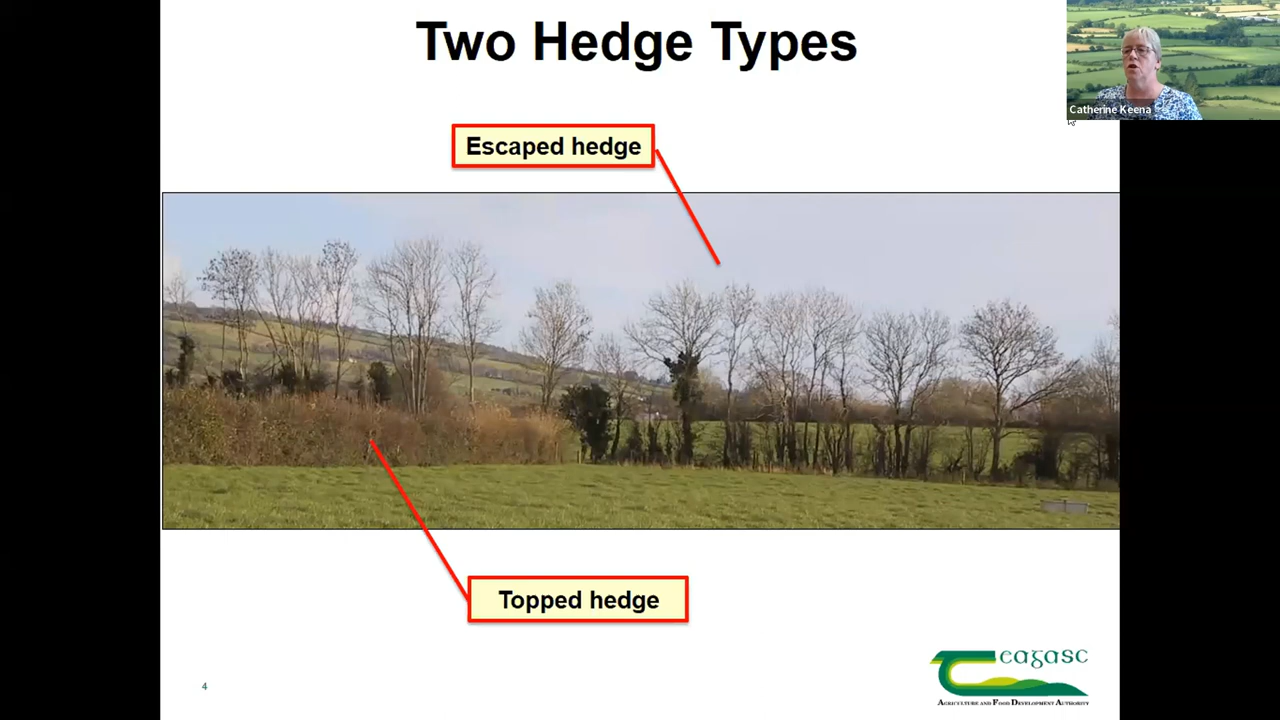 Two Hedge Types
Catherine Keena
Escaped hedge
Topped hedge
4
Teagasc
AGRICULTURE AND FOOD DEVELOPMENT AUTHORITY